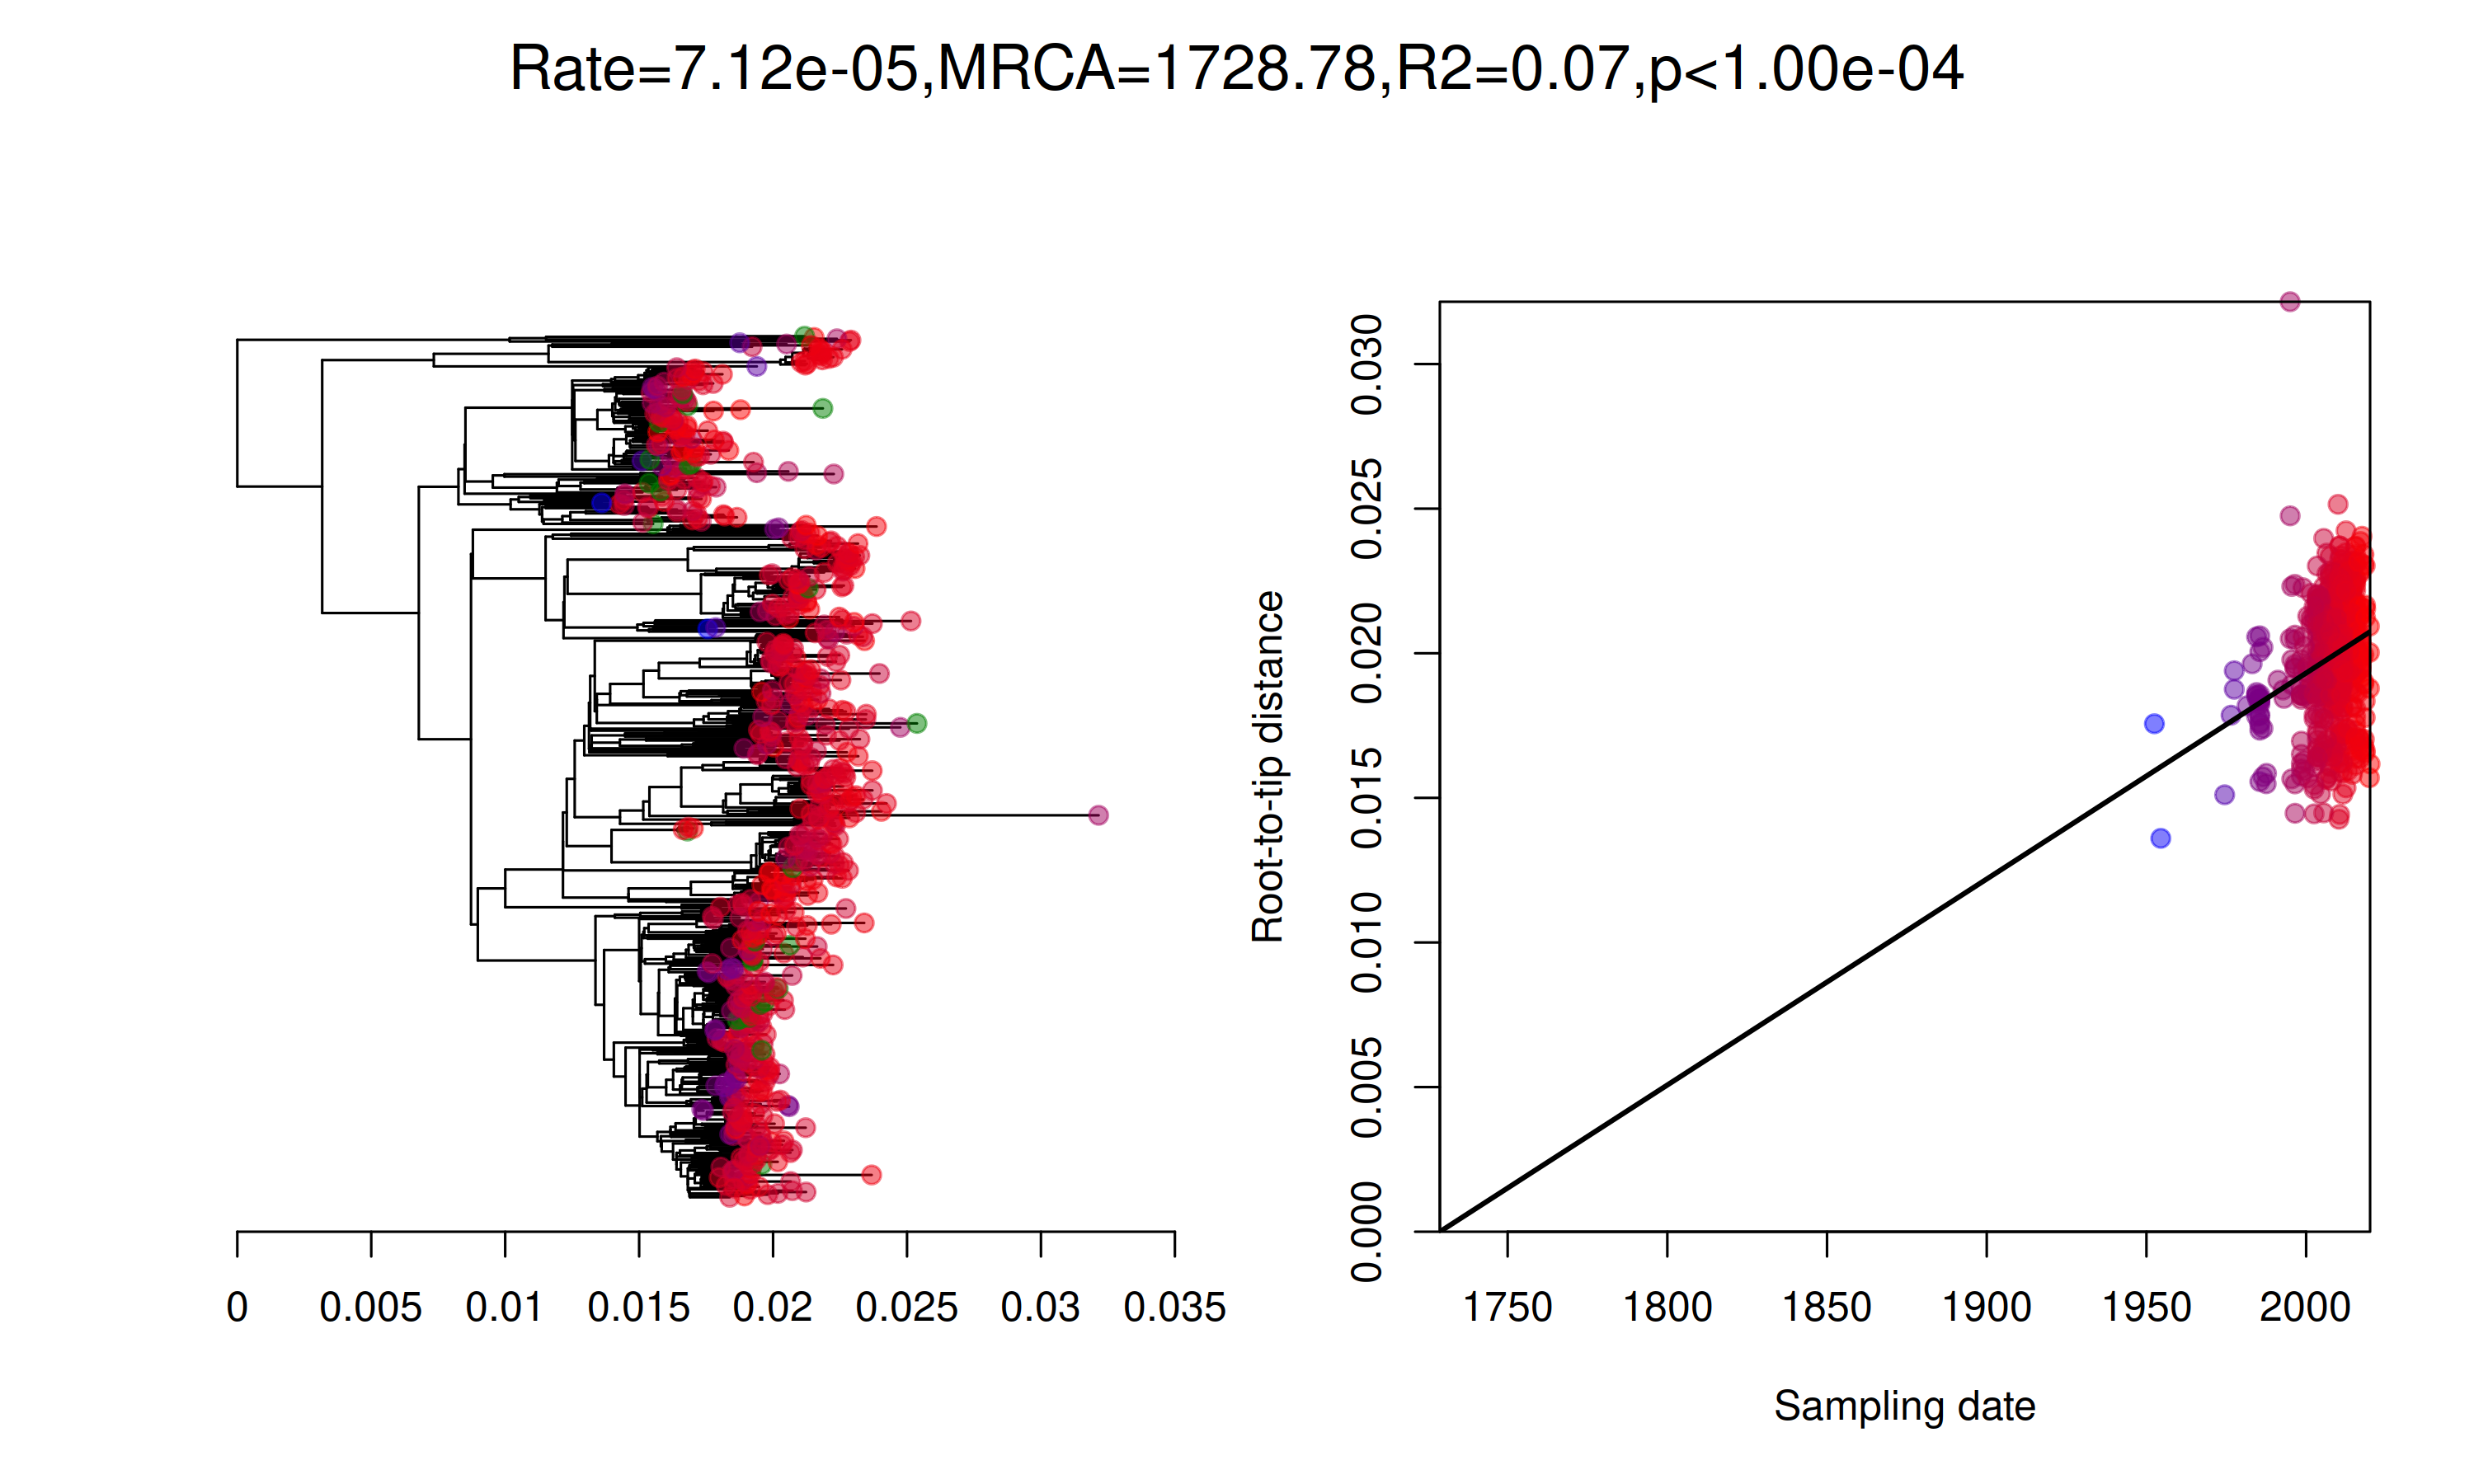 Rate=7.12e-05,MRCA=1728.78,R2=0.07,p<1.00e-04
0 0.005 0.01 0.015 0.02 0.025 0.03 0.035
Root-to-tip distance
0.000 0.005 0.010 0.015 0.020 0.025 0.030
1750 1800 1850 1900 1950 2000
Sampling date